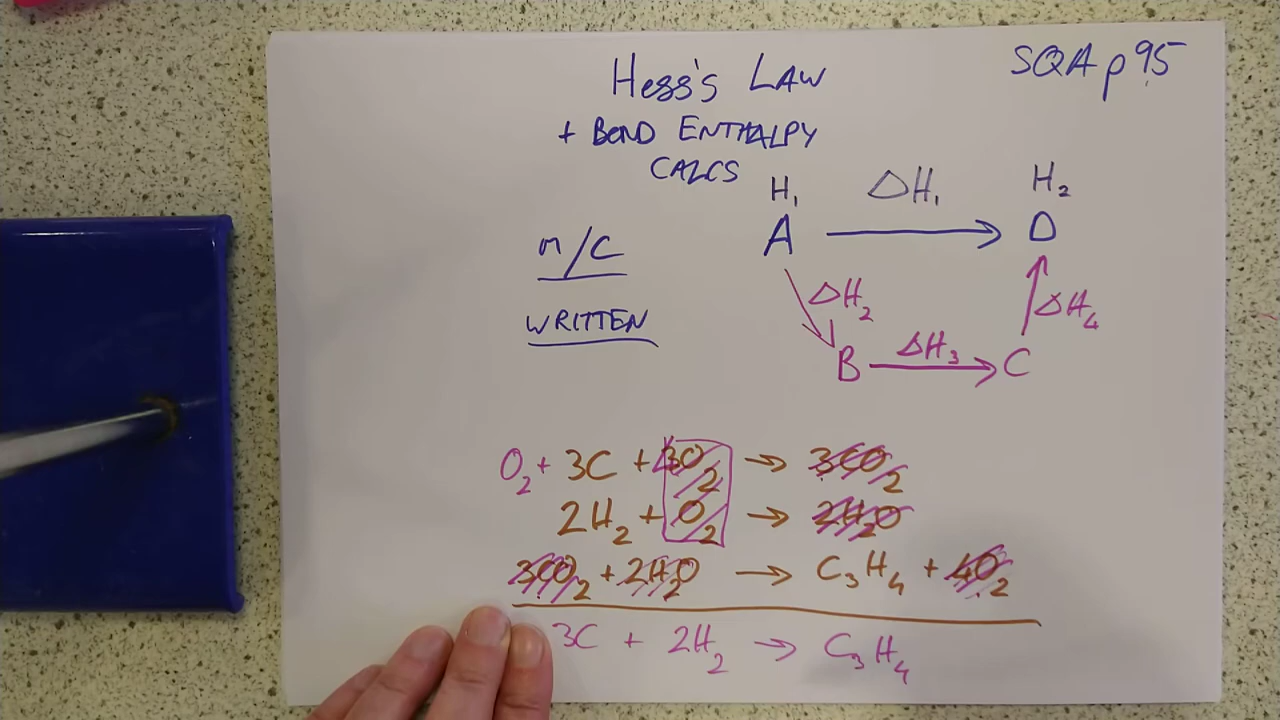 Hess's Law
SQA p95
+ BOND ENTHALPY
CALCS
H₁ ΔH₁ H₂
A → D
M/C
ΔH₂ ΔH₄
WRITTEN
B ΔH₃ → C
O₂ + 3C + 3O₂ → 3CO₂
2H₂ + O₂ → 2H₂O
3CO₂ + 2H₂O → C₃H₄ + 4O₂
3C + 2H₂ → C₃H₄